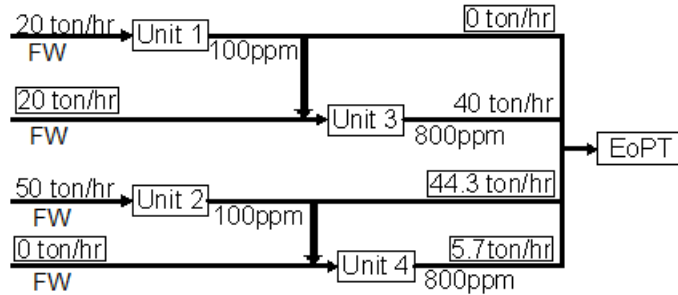 20 ton/hr
FW
Unit 1
100ppm
0 ton/hr
20 ton/hr
FW
Unit 3
800ppm
40 ton/hr
EoPT
50 ton/hr
FW
Unit 2
100ppm
44.3 ton/hr
0 ton/hr
FW
Unit 4
800ppm
5.7ton/hr